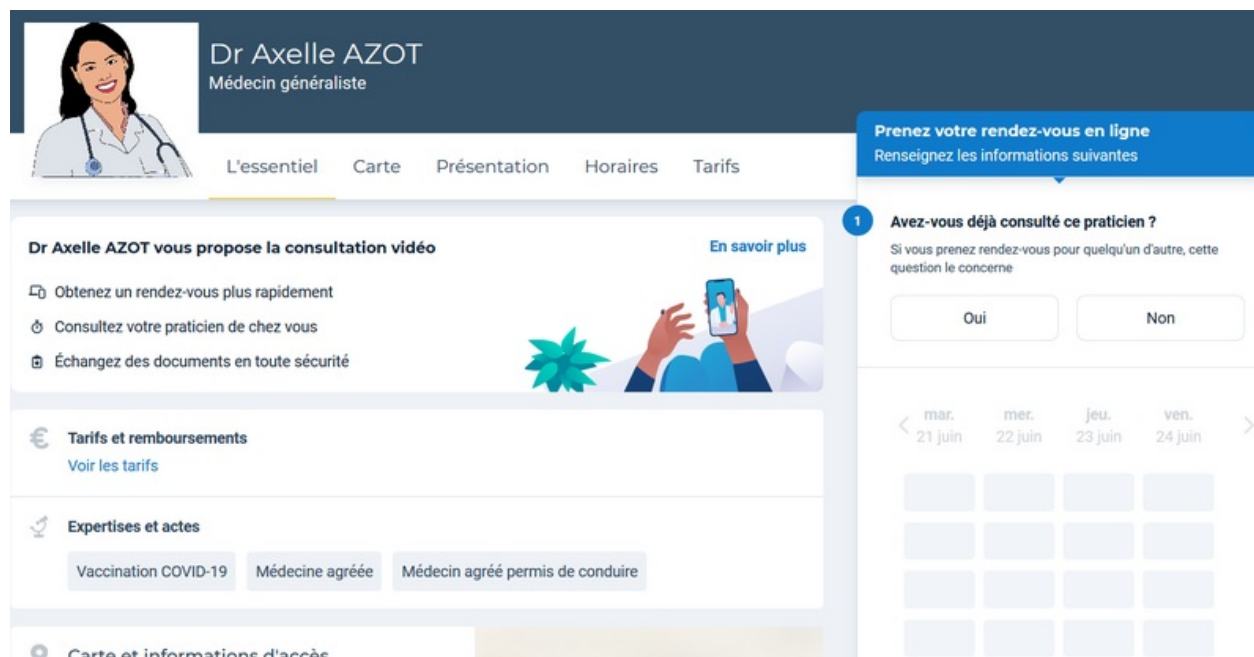 Dr Axelle AZOT
Médecin généraliste
L'essentiel
Carte
Présentation
Horaires
Tarifs
Dr Axelle AZOT vous propose la consultation vidéo
En savoir plus
Obtenez un rendez-vous plus rapidement
Consultez votre praticien de chez vous
Échangez des documents en toute sécurité
€
Tarifs et remboursements
Voir les tarifs
Expertises et actes
Vaccination COVID-19
Médecine agréée
Médecin agréé permis de conduire
Carte et informations d'accès
Prenez votre rendez-vous en ligne
Renseignez les informations suivantes
1
Avez-vous déjà consulté ce praticien ?
Si vous prenez rendez-vous pour quelqu'un d'autre, cette
question le concerne
Oui
Non
mar.
21 juin
mer.
22 juin
jeu.
23 juin
ven.
24 juin